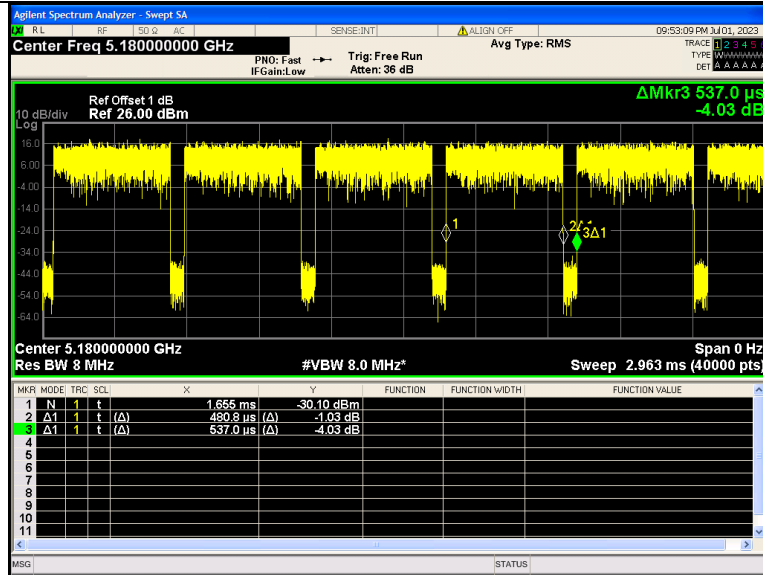 Agilent Spectrum Analyzer - Swept SA
LXI RL RF 50 Ω AC SENSE:INT ALIGN OFF 09:53:09 PM Jul 01, 2023
Center Freq 5.180000000 GHz
PNO: Fast
IFGain:Low
Trig: Free Run
Atten: 36 dB
Avg Type: RMS
TRACE 1 2 3 4 5
TYPE W
DET A A A A A
ΔMkr3 537.0 µs
-4.03 dB
Ref Offset 1 dB
10 dB/div Ref 26.00 dBm
Log
16.0
6.00
-4.00
-14.0
-24.0
-34.0
-44.0
-54.0
-64.0
1
3Δ1
Center 5.180000000 GHz Span 0 Hz
Res BW 8 MHz #VBW 8.0 MHz* Sweep 2.963 ms (40000 pts)
MKR MODE TRC SCL X Y FUNCTION FUNCTION WIDTH FUNCTION VALUE
1 N 1 t 1.655 ms -30.10 dBm
2 Δ1 1 t (Δ) 480.8 µs (Δ) -1.03 dB
3 Δ1 1 t (Δ) 537.0 µs (Δ) -4.03 dB
4
5
6
7
8
9
10
11
MSG STATUS